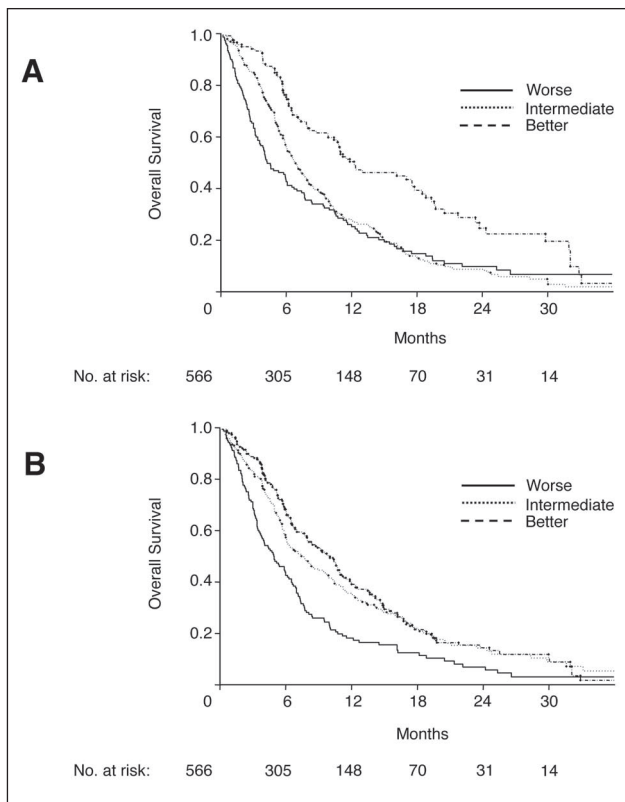 A
1.0
0.8
0.6
0.4
0.2
0
Overall Survival
Worse
Intermediate
Better
6 12 18 24 30
Months
No. at risk: 566 305 148 70 31 14
B
1.0
0.8
0.6
0.4
0.2
0
Overall Survival
Worse
Intermediate
Better
6 12 18 24 30
Months
No. at risk: 566 305 148 70 31 14